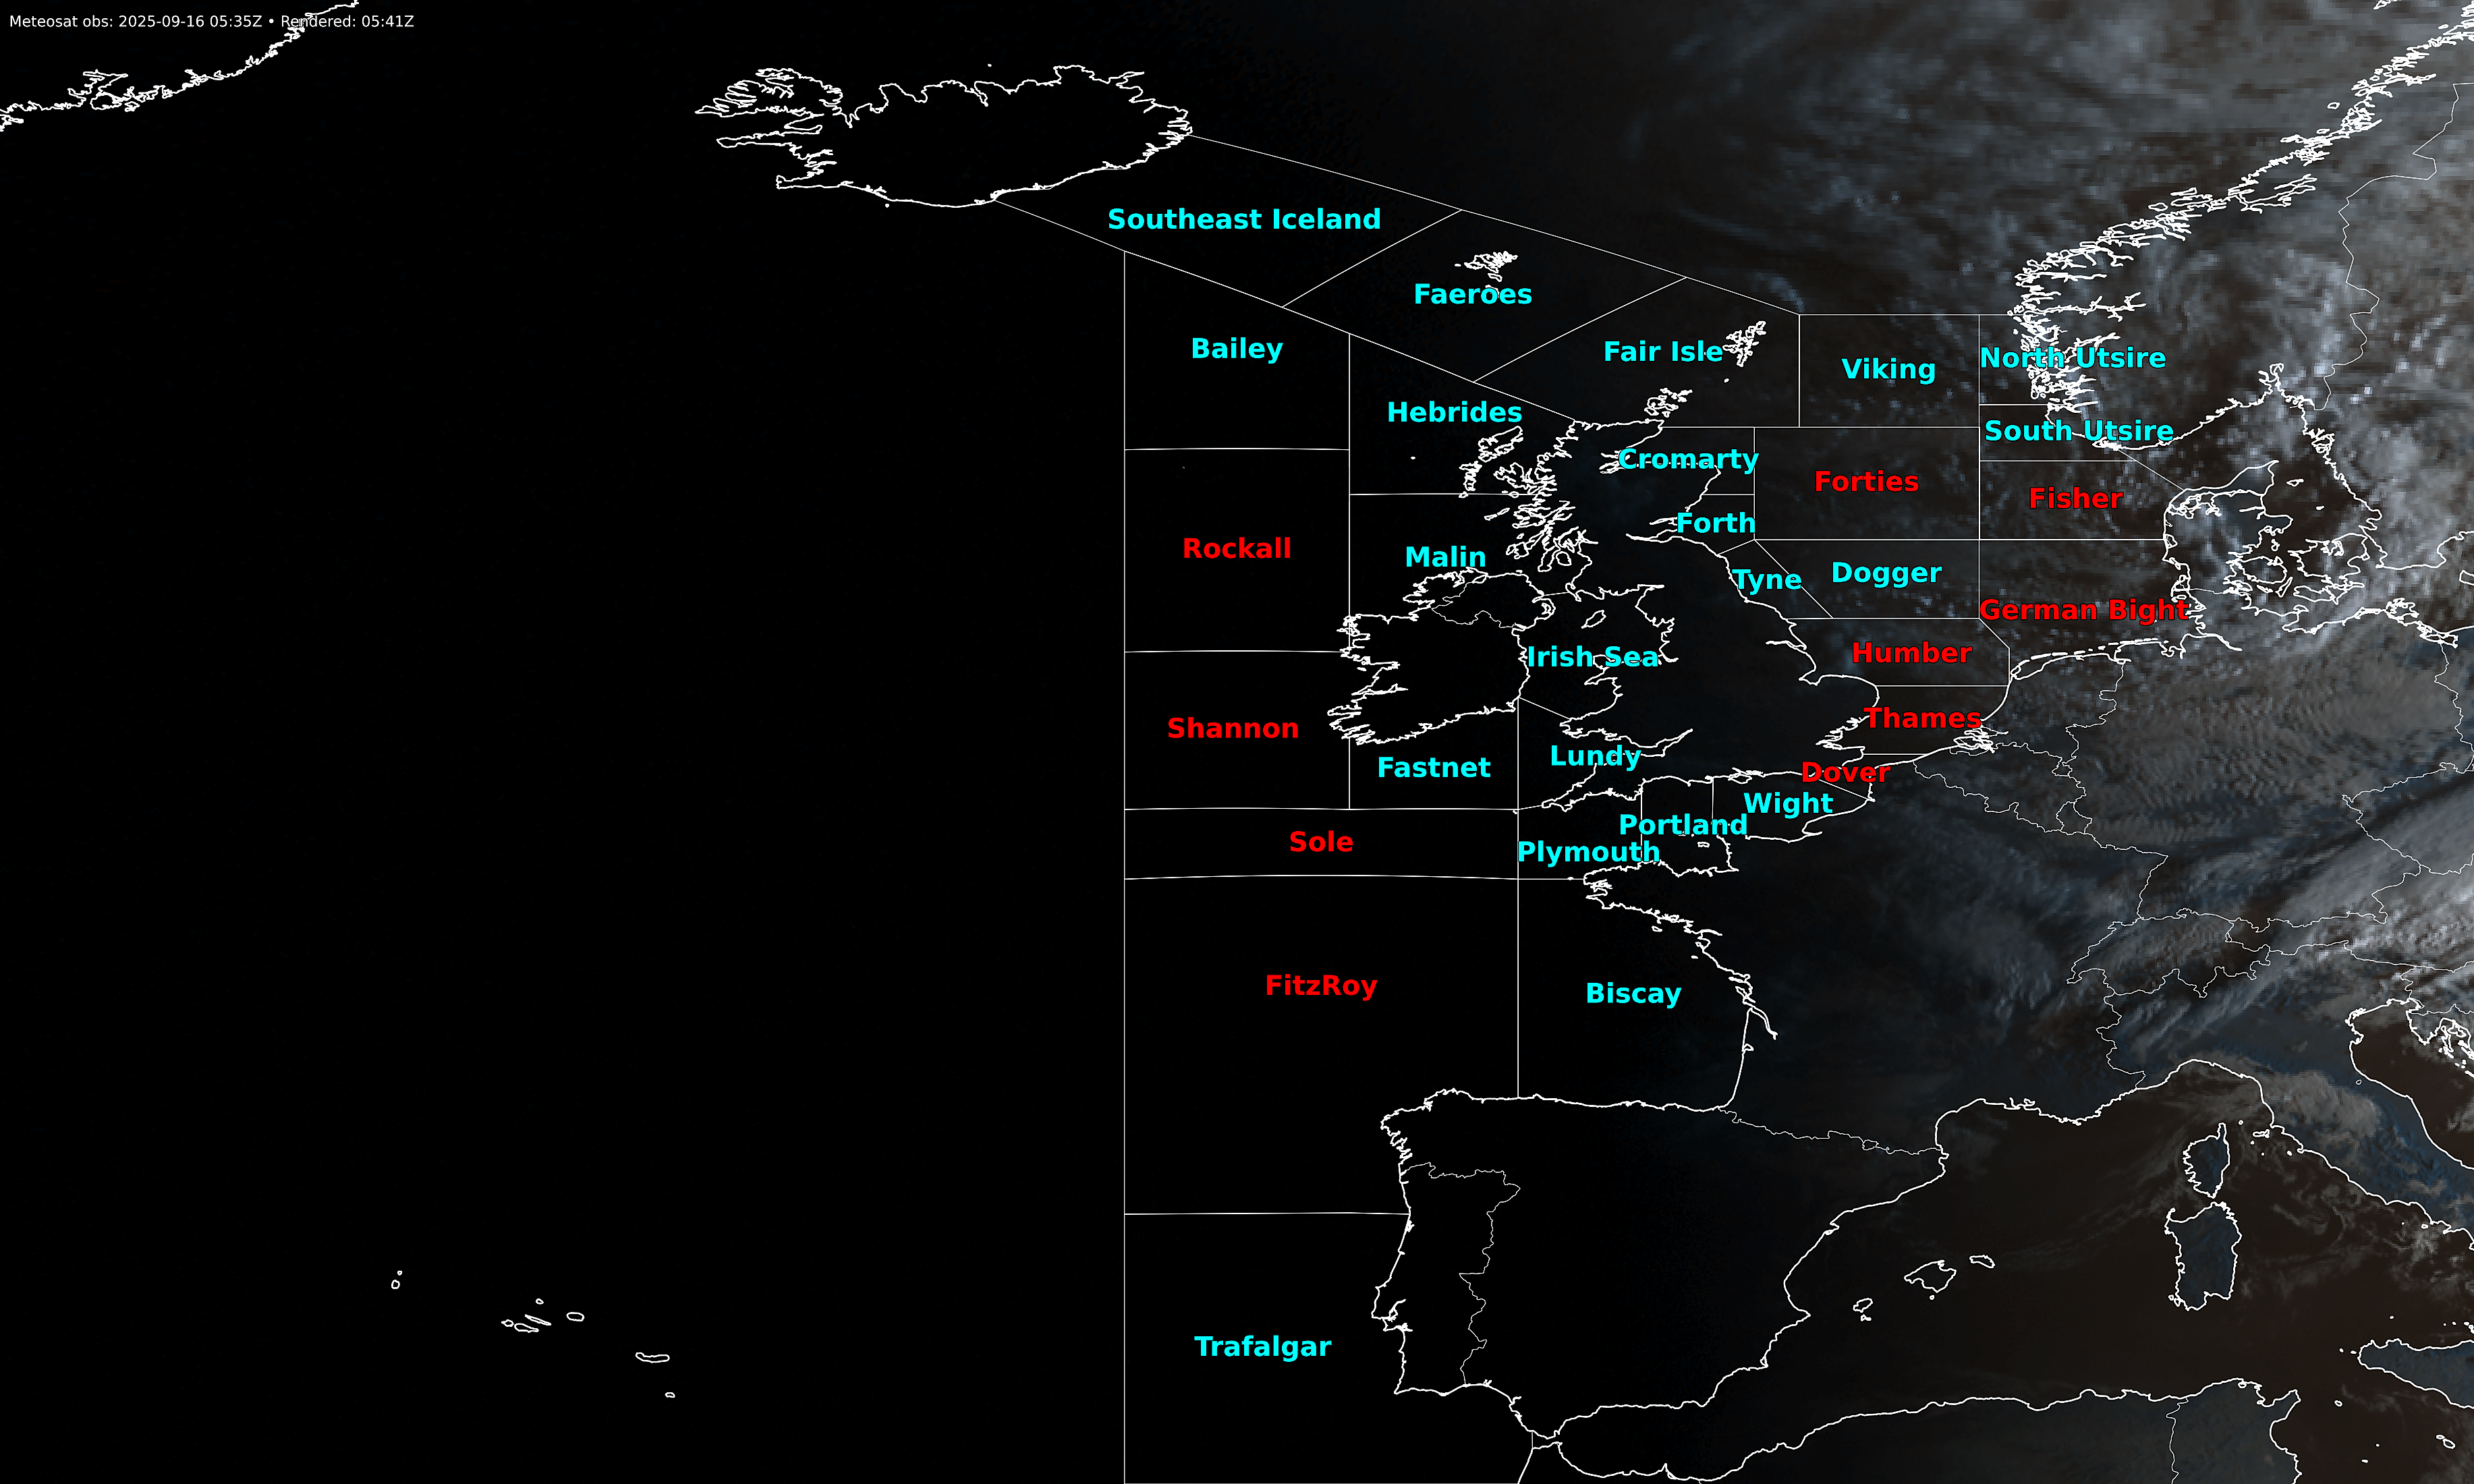 Meteosat obs: 2025-09-16 05:35Z • Rendered: 05:41Z
Southeast Iceland
Faeroes
Bailey
Fair Isle
Viking
North Utsire
Hebrides
South Utsire
Cromarty
Forties
Fisher
Forth
Rockall
Malin
Tyne
Dogger
German Bight
Irish Sea
Humber
Shannon
Thames
Fastnet
Lundy
Dover
Wight
Portland
Sole
Plymouth
FitzRoy
Biscay
Trafalgar